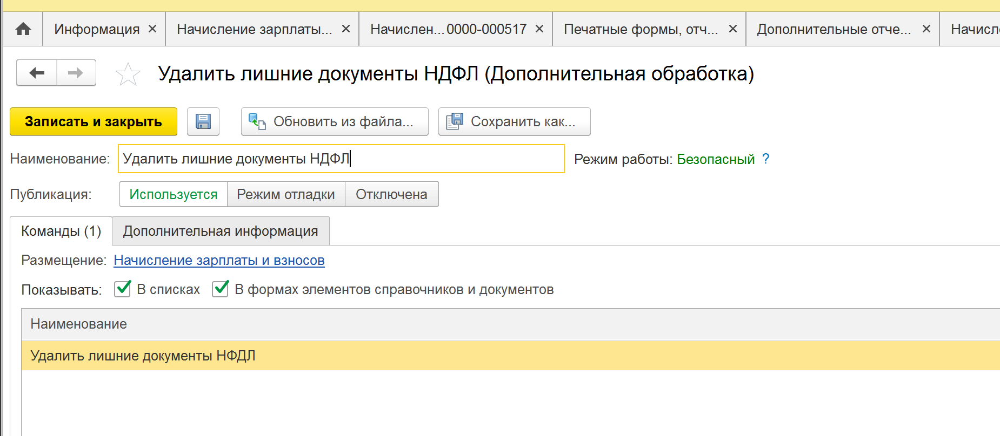 Информация × Начисление зарплаты... × Начислен...0000-000517 × Печатные формы, отч... × Дополнительные отче... × Начисл
Удалить лишние документы НДФЛ (Дополнительная обработка)
Записать и закрыть Обновить из файла... Сохранить как...
Наименование: Удалить лишние документы НДФЛ Режим работы: Безопасный ?
Публикация: Используется Режим отладки Отключена
Команды (1) Дополнительная информация
Размещение: Начисление зарплаты и взносов
Показывать: В списках В формах элементов справочников и документов
Наименование
Удалить лишние документы НФДЛ